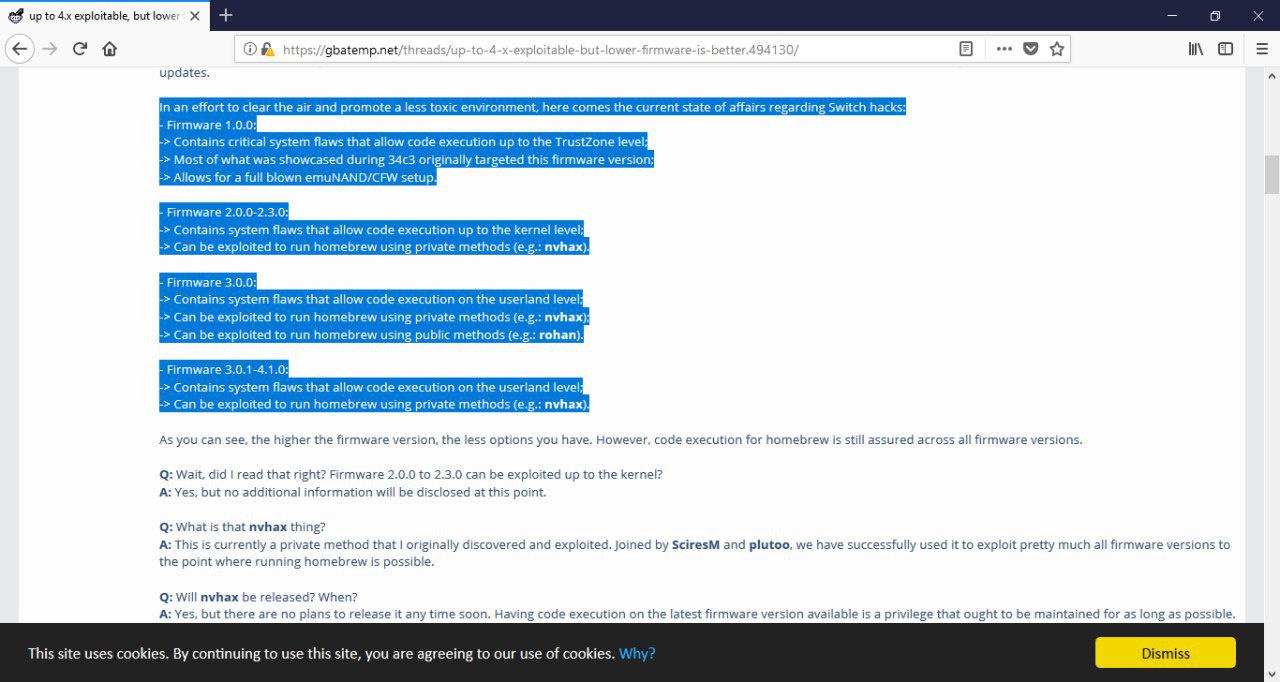 up to 4.x exploitable, but lower
https://gbatemp.net/threads/up-to-4-x-exploitable-but-lower-firmware-is-better.494130/
updates.
In an effort to clear the air and promote a less toxic environment, here comes the current state of affairs regarding Switch hacks:
- Firmware 1.0.0:
-> Contains critical system flaws that allow code execution up to the TrustZone level;
-> Most of what was showcased during 34c3 originally targeted this firmware version;
-> Allows for a full blown emuNAND/CFW setup.
- Firmware 2.0.0-2.3.0:
-> Contains system flaws that allow code execution up to the kernel level;
-> Can be exploited to run homebrew using private methods (e.g.: nvhax).
- Firmware 3.0.0:
-> Contains system flaws that allow code execution on the userland level;
-> Can be exploited to run homebrew using private methods (e.g.: nvhax);
-> Can be exploited to run homebrew using public methods (e.g.: rohan).
- Firmware 3.0.1-4.1.0:
-> Contains system flaws that allow code execution on the userland level;
-> Can be exploited to run homebrew using private methods (e.g.: nvhax).
As you can see, the higher the firmware version, the less options you have. However, code execution for homebrew is still assured across all firmware versions.
Q: Wait, did I read that right? Firmware 2.0.0 to 2.3.0 can be exploited up to the kernel?
A: Yes, but no additional information will be disclosed at this point.
Q: What is that nvhax thing?
A: This is currently a private method that I originally discovered and exploited. Joined by SciresM and plutoo, we have successfully used it to exploit pretty much all firmware versions to
the point where running homebrew is possible.
Q: Will nvhax be released? When?
A: Yes, but there are no plans to release it any time soon. Having code execution on the latest firmware version available is a privilege that ought to be maintained for as long as possible.
This site uses cookies. By continuing to use this site, you are agreeing to our use of cookies. Why?
Dismiss